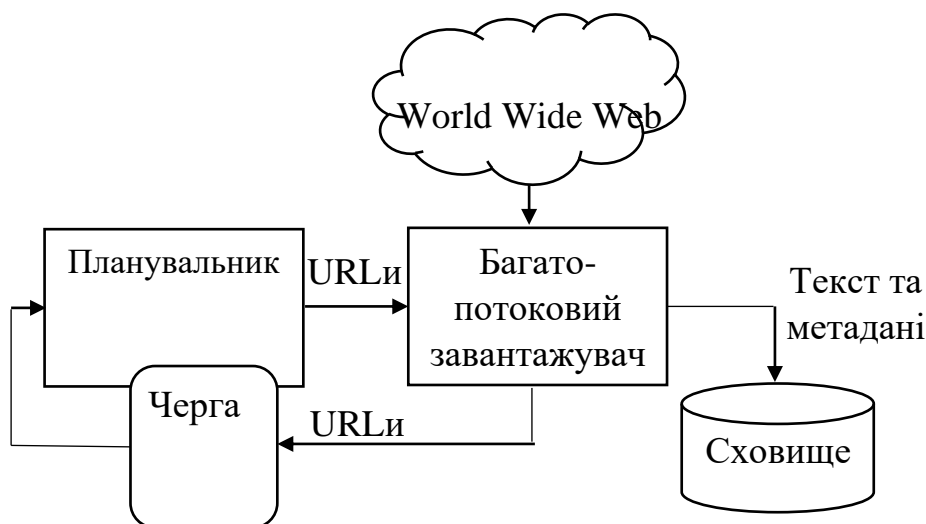 World Wide Web
Планувальник
URLи
Багато-
потоковий
завантажувач
Текст та
метадані
Черга
URLи
Сховище